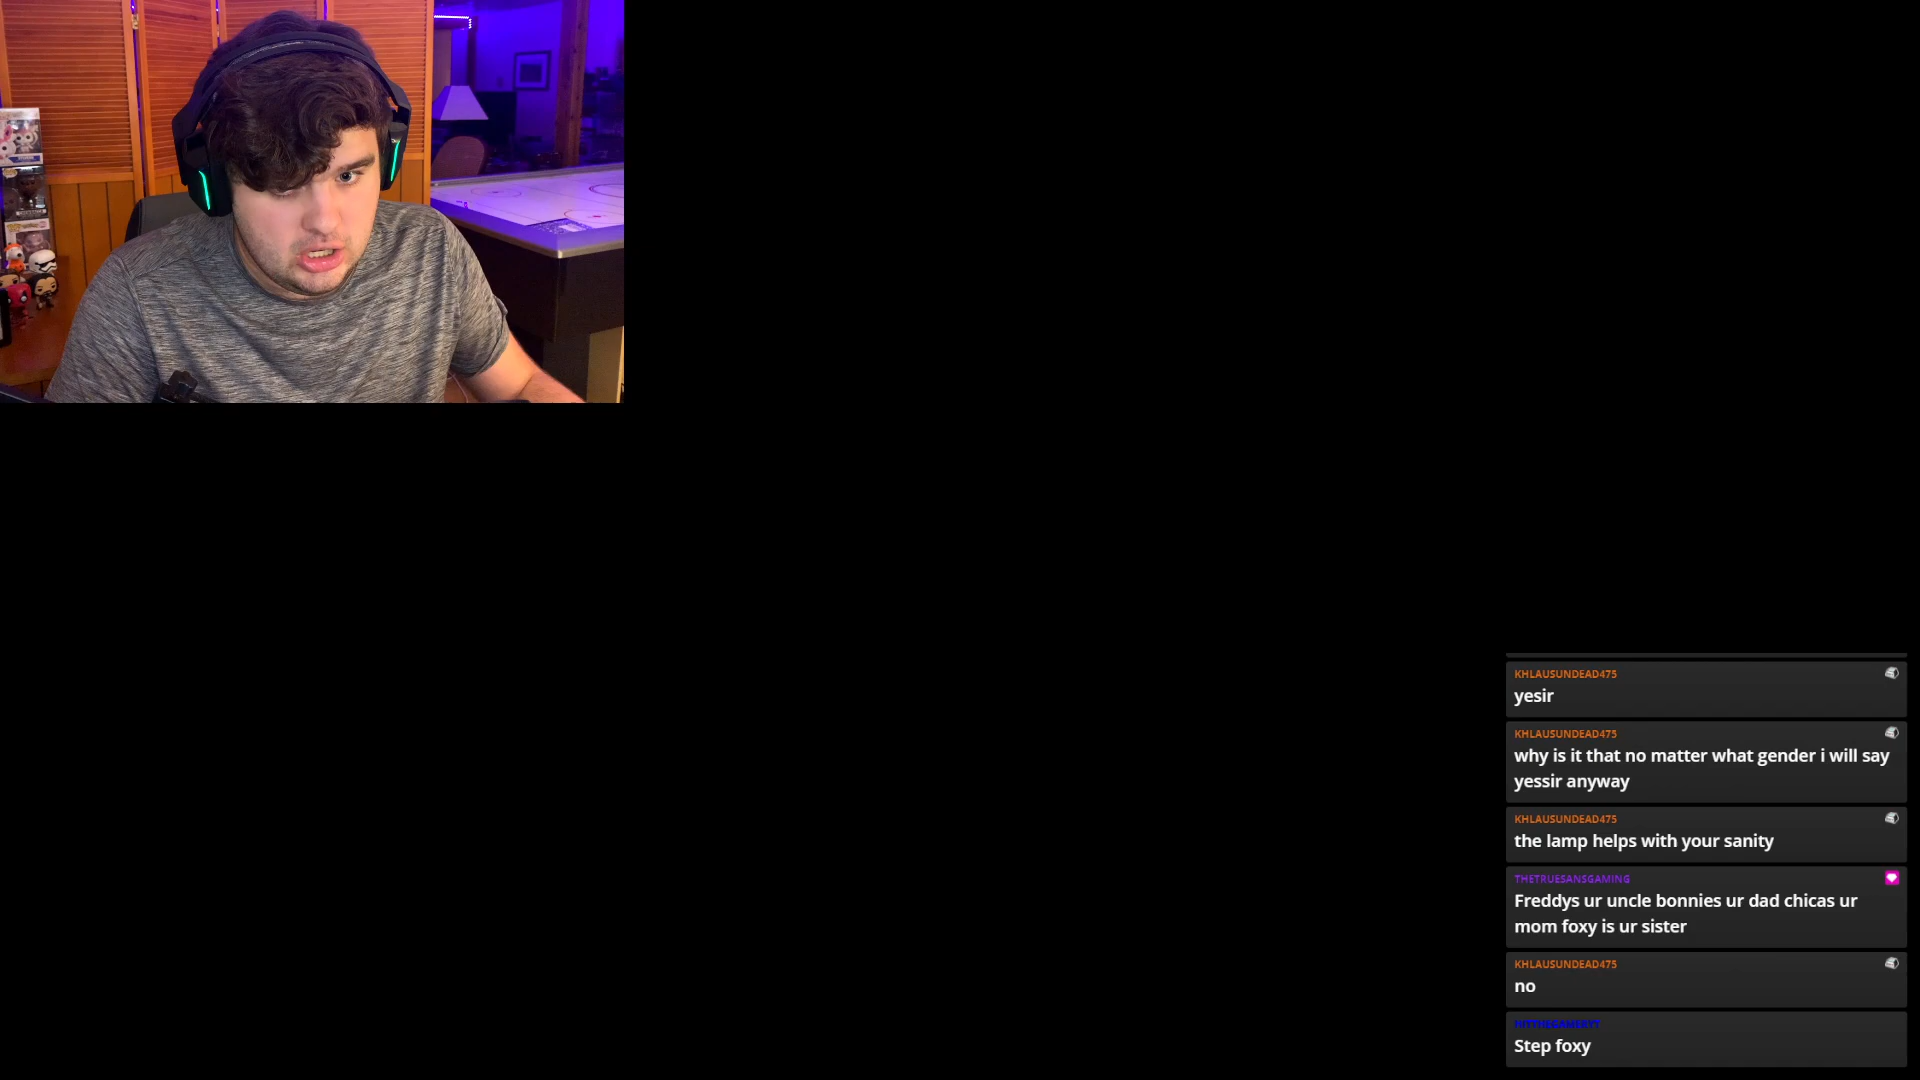 KHLAUSUNDEAD475
yesir
KHLAUSUNDEAD475
why is it that no matter what gender i will say
yessir anyway
KHLAUSUNDEAD475
the lamp helps with your sanity
THETRUESANSGAMING
Freddys ur uncle bonnies ur dad chicas ur
mom foxy is ur sister
KHLAUSUNDEAD475
no
HITTHEGAMERYT
Step foxy